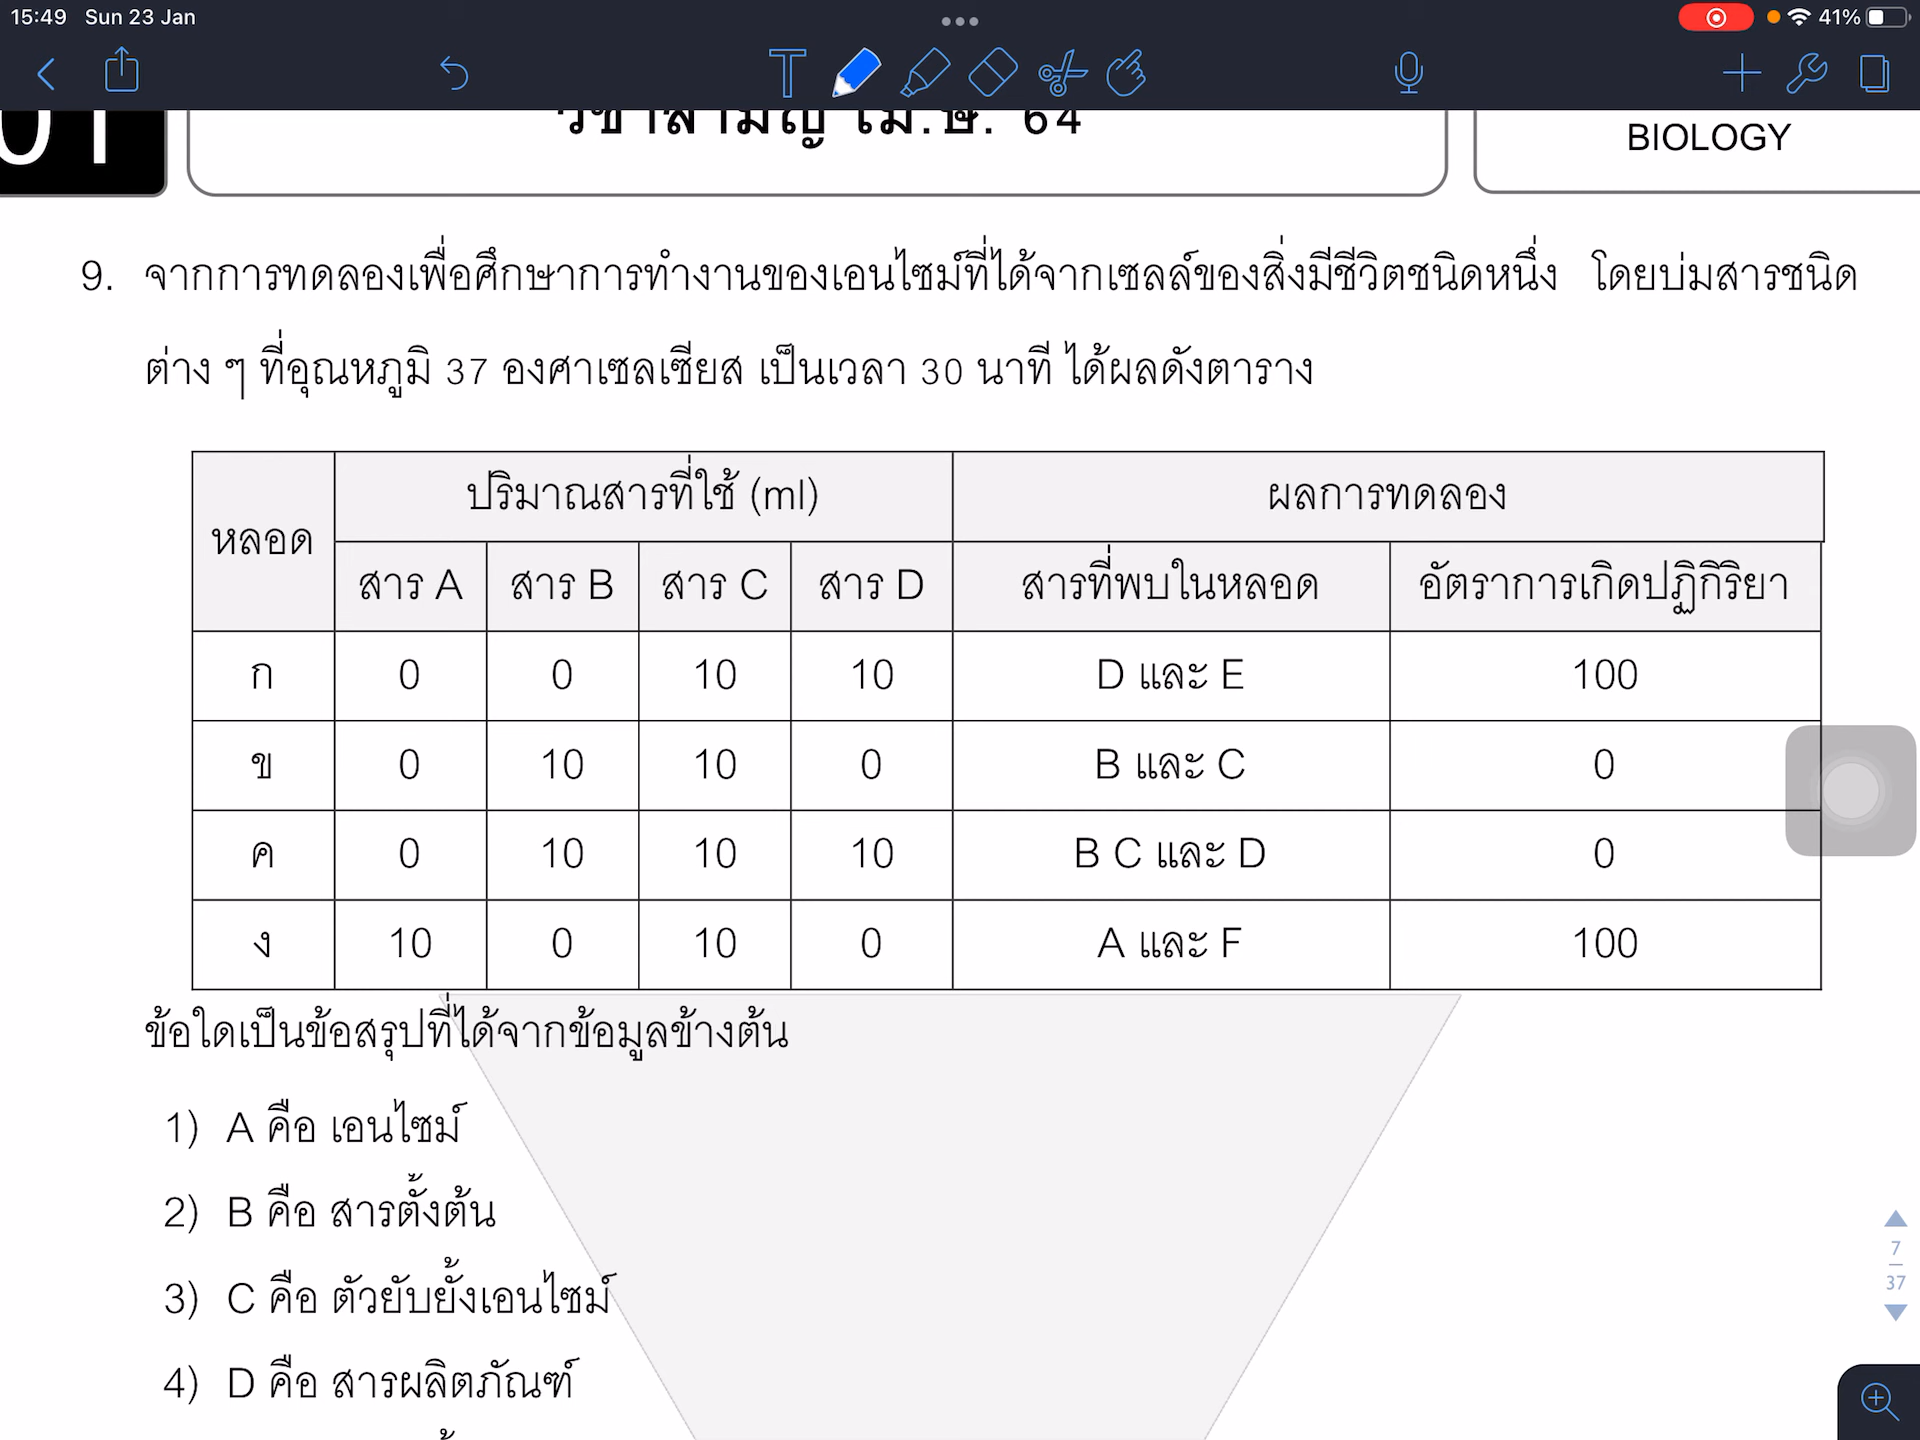 15:49 Sun 23 Jan
41%
01
วิชาสามัญ เม.ษ. 64
BIOLOGY
9. จากการทดลองเพื่อศึกษาการทำงานของเอนไซม์ที่ได้จากเซลล์ของสิ่งมีชีวิตชนิดหนึ่ง โดยบ่มสารชนิด
ต่าง ๆ ที่อุณหภูมิ 37 องศาเซลเซียส เป็นเวลา 30 นาที ได้ผลดังตาราง
หลอด ปริมาณสารที่ใช้ (ml) ผลการทดลอง
สาร A สาร B สาร C สาร D สารที่พบในหลอด อัตราการเกิดปฏิกิริยา
ก 0 0 10 10 D และ E 100
ข 0 10 10 0 B และ C 0
ค 0 10 10 10 B C และ D 0
ง 10 0 10 0 A และ F 100
ข้อใดเป็นข้อสรุปที่ได้จากข้อมูลข้างต้น
1) A คือ เอนไซม์
2) B คือ สารตั้งต้น
3) C คือ ตัวยับยั้งเอนไซม์
4) D คือ สารผลิตภัณฑ์
7
37